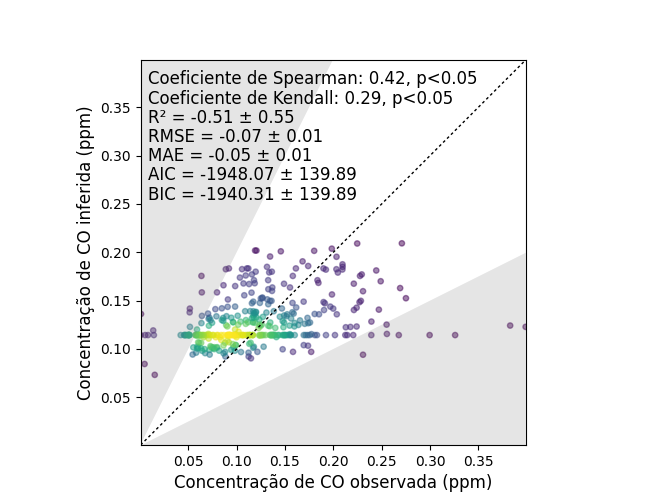 Coeficiente de Spearman: 0.42, p<0.05
Coeficiente de Kendall: 0.29, p<0.05
R² = -0.51 ± 0.55
RMSE = -0.07 ± 0.01
MAE = -0.05 ± 0.01
AIC = -1948.07 ± 139.89
BIC = -1940.31 ± 139.89
Concentração de CO inferida (ppm)
0.35
0.30
0.25
0.20
0.15
0.10
0.05
0.05 0.10 0.15 0.20 0.25 0.30 0.35
Concentração de CO observada (ppm)